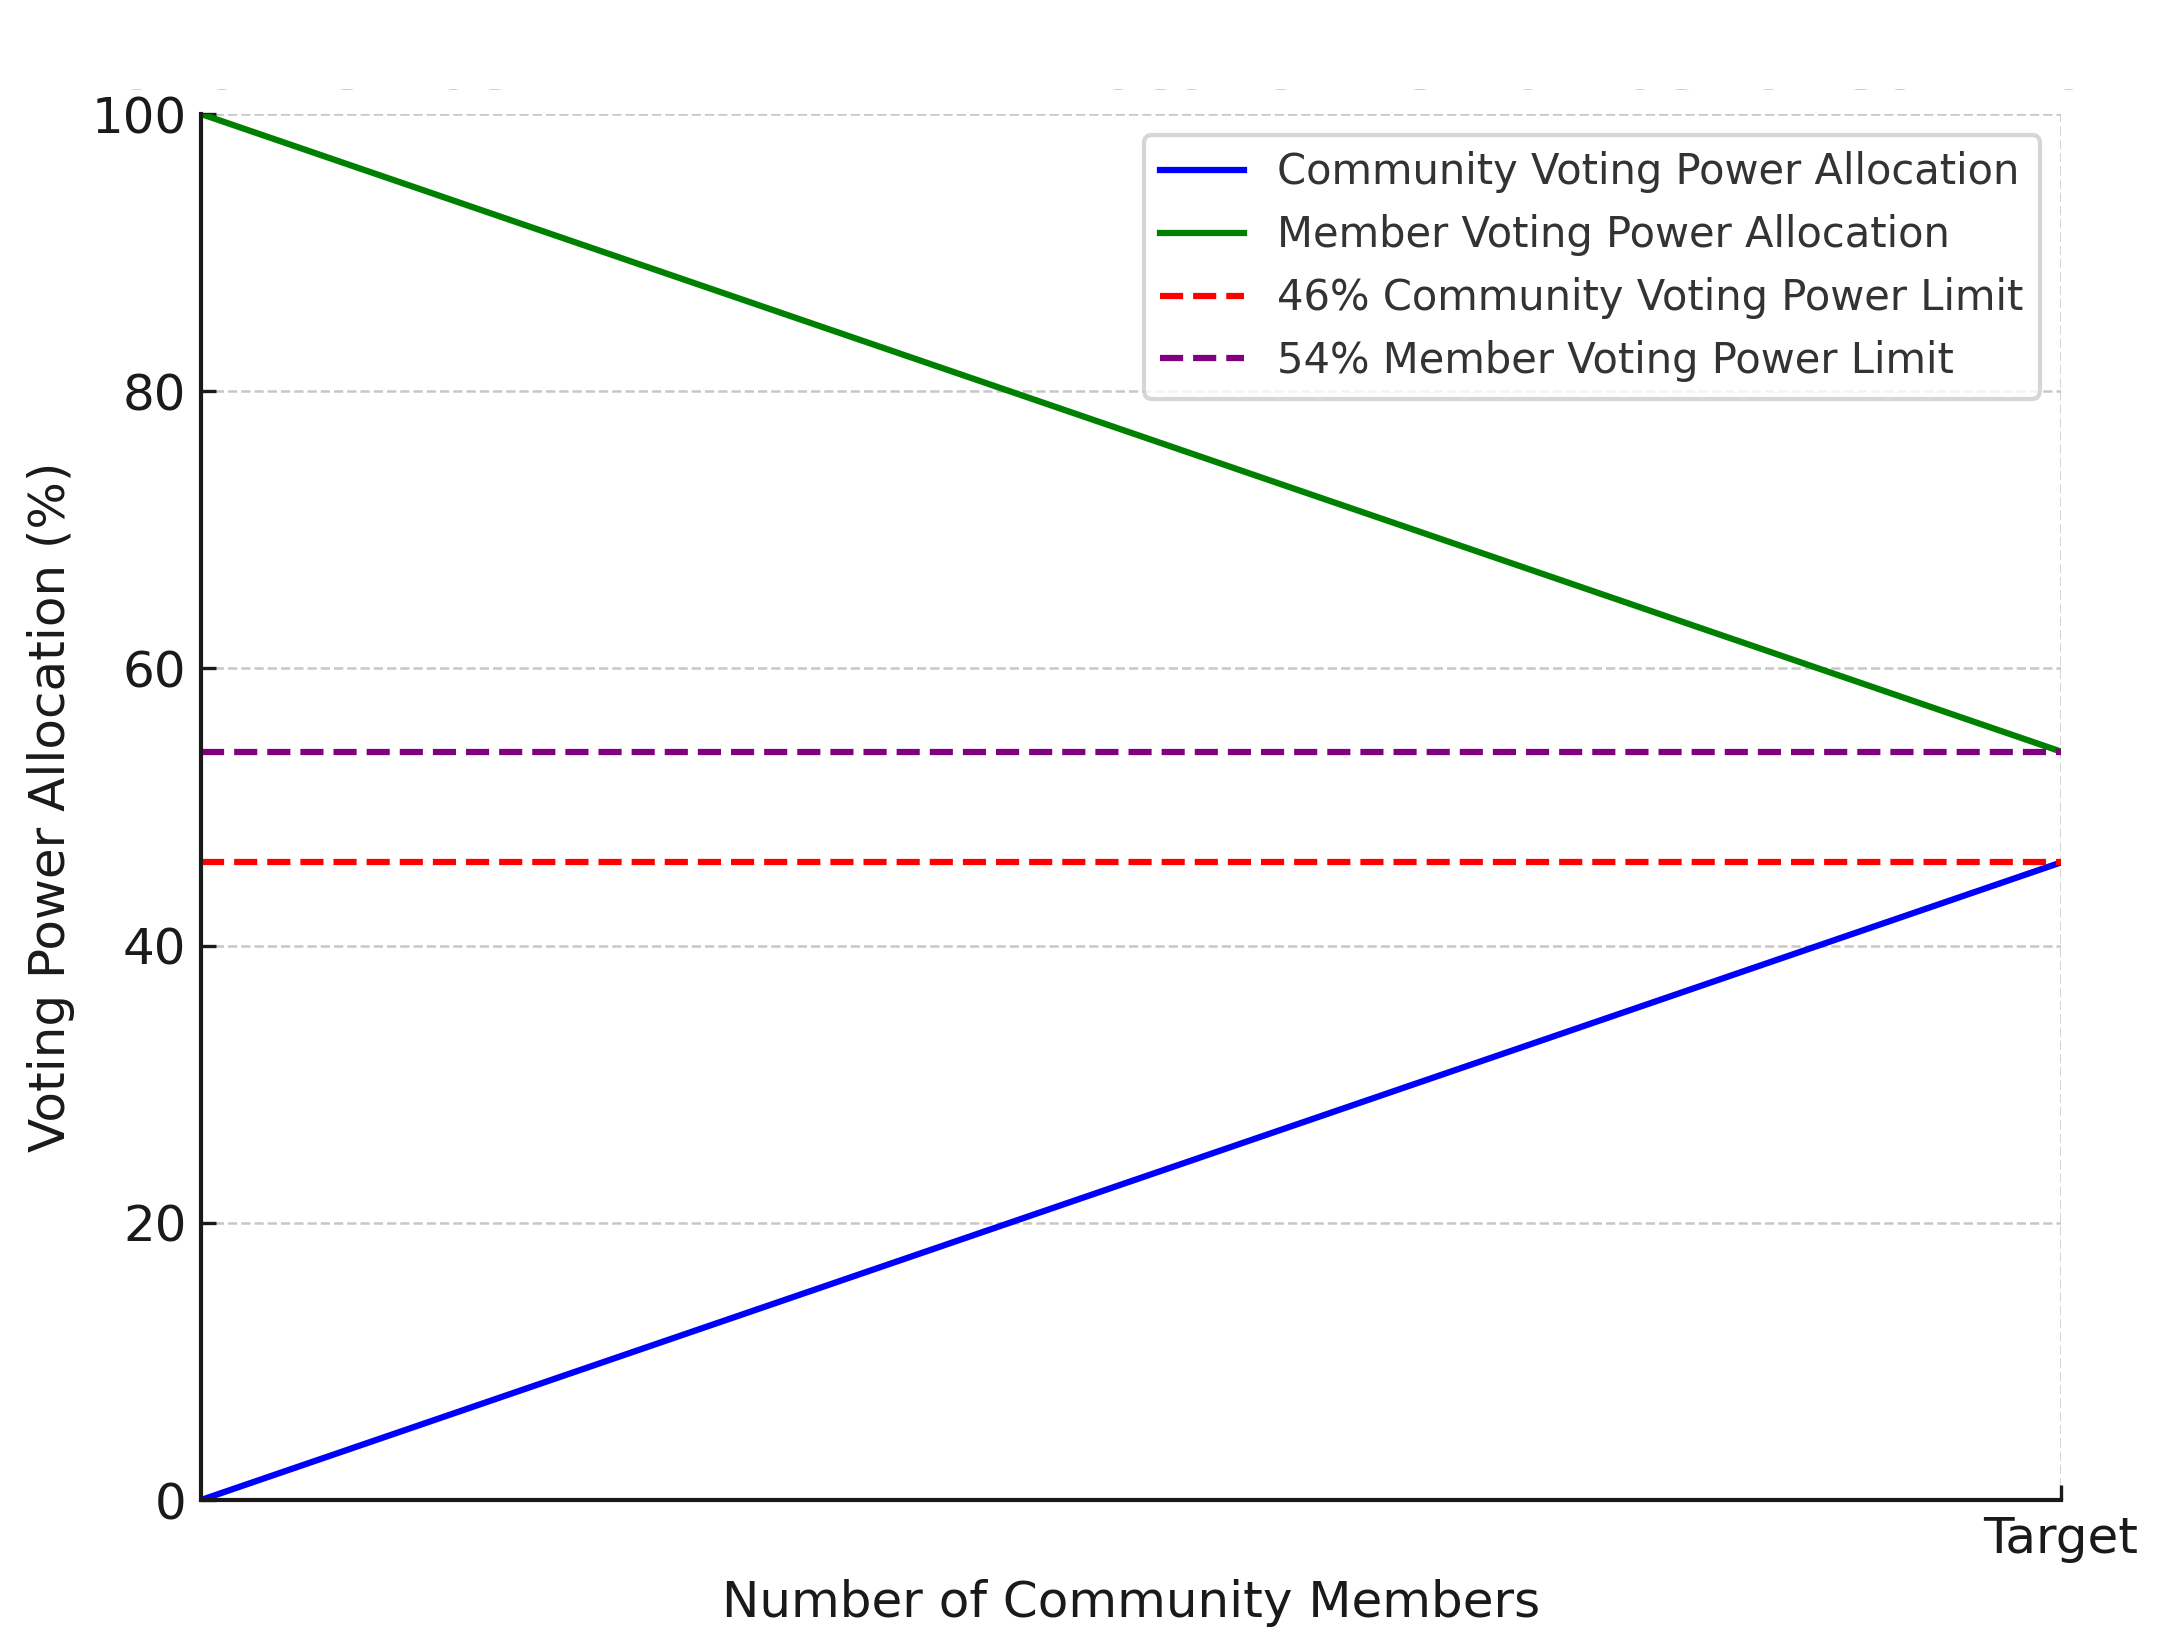 100
80
60
40
20
0
Voting Power Allocation (%)
Community Voting Power Allocation
Member Voting Power Allocation
46% Community Voting Power Limit
54% Member Voting Power Limit
Target
Number of Community Members